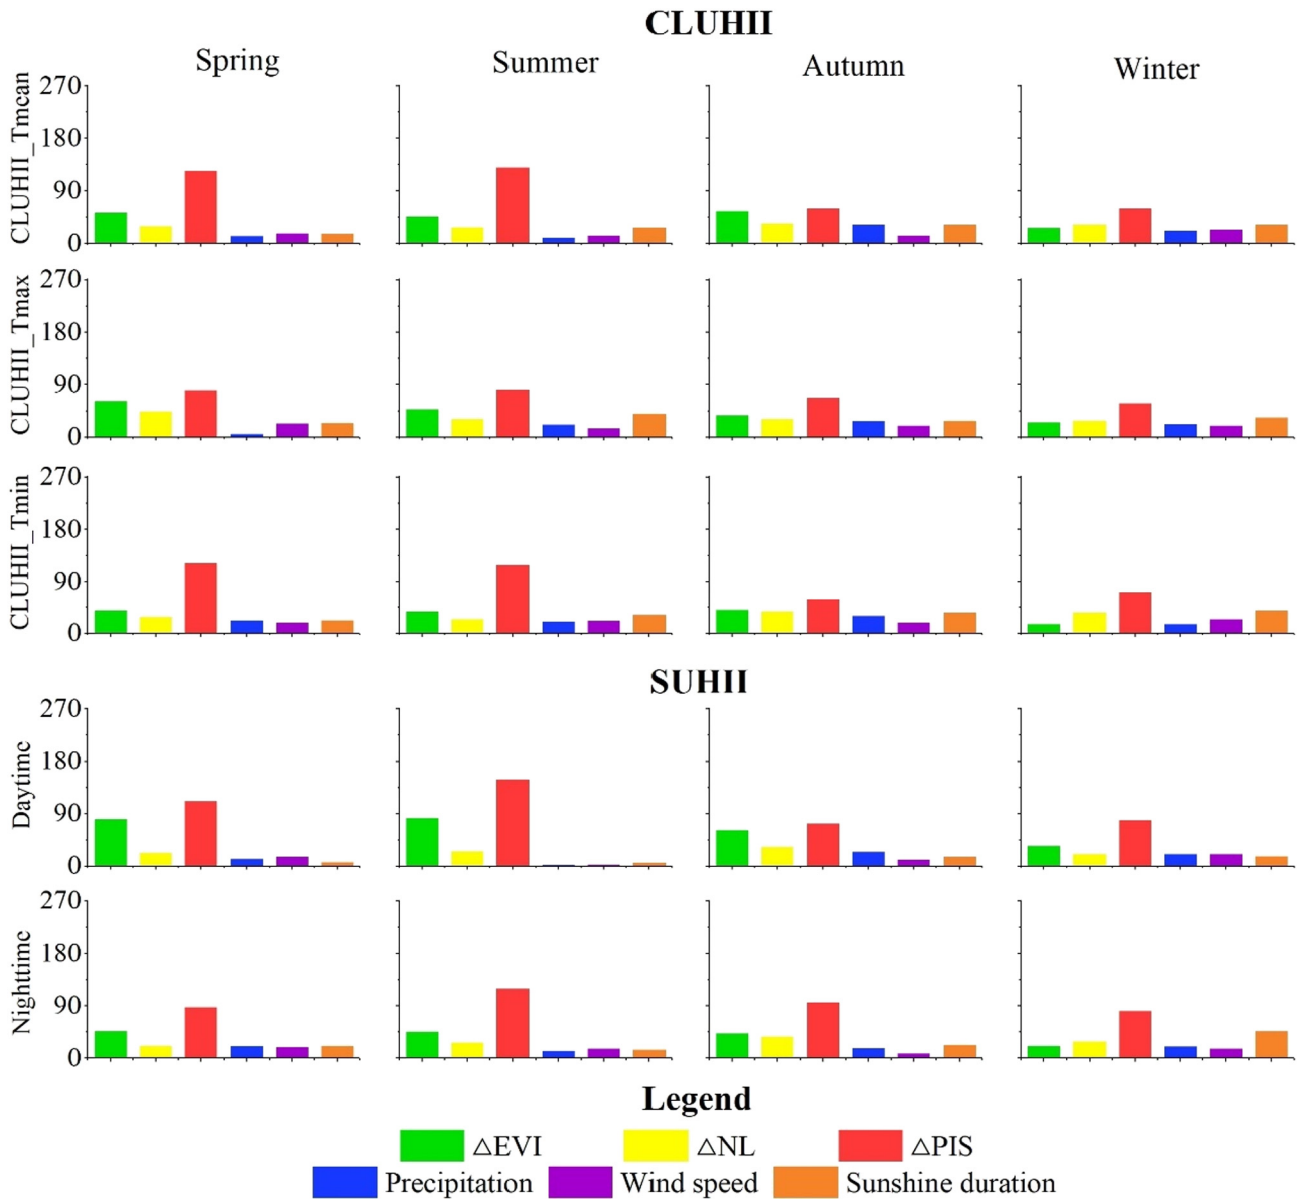 CLUHII
Spring Summer Autumn Winter
CLUHII_Tmean
270
180
90
0
CLUHII_Tmax
270
180
90
0
CLUHII_Tmin
270
180
90
0
SUHII
Daytime
270
180
90
0
Nighttime
270
180
90
0
Legend
△EVI △NL △PIS
Precipitation Wind speed Sunshine duration